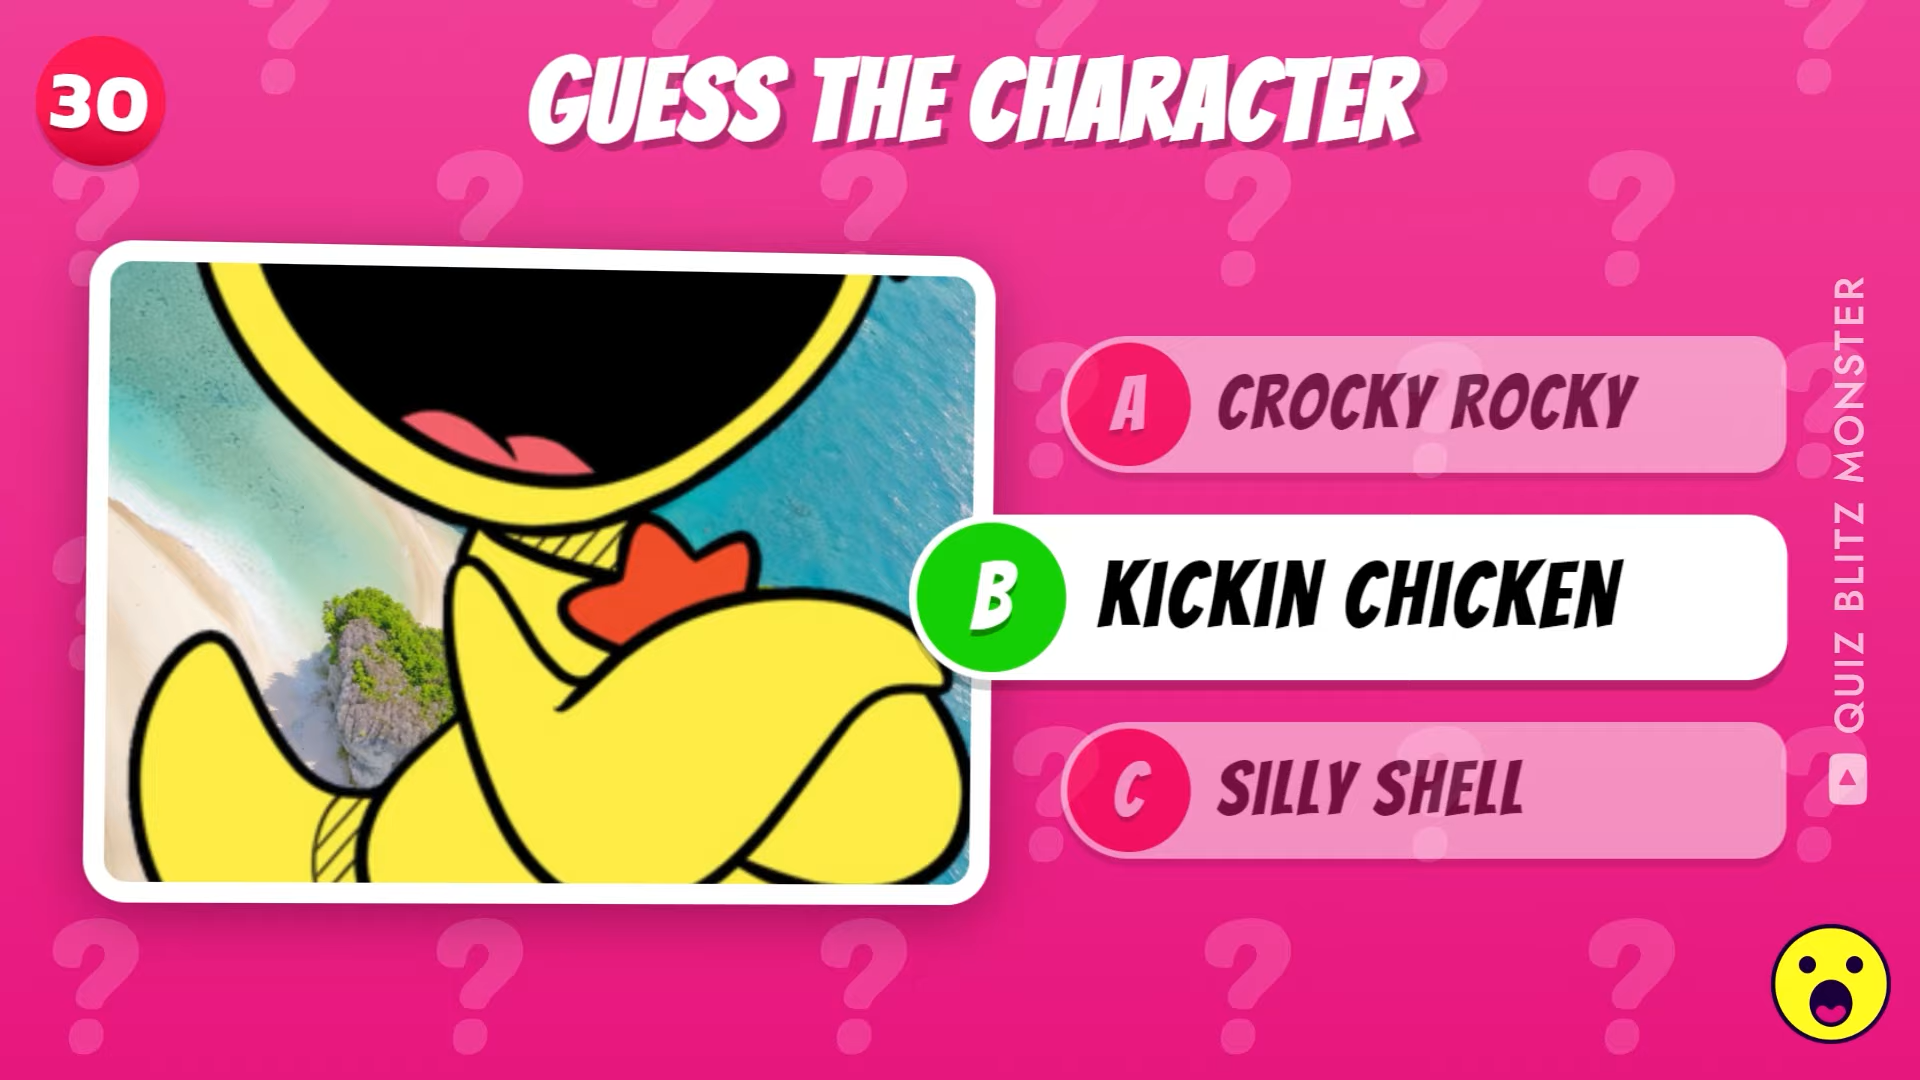 30
GUESS THE CHARACTER
A CROCKY ROCKY
B KICKIN CHICKEN
C SILLY SHELL
QUIZ BLITZ MONSTER